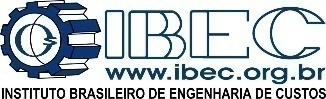 IBEC
www.ibec.org.br
INSTITUTO BRASILEIRO DE ENGENHARIA DE CUSTOS